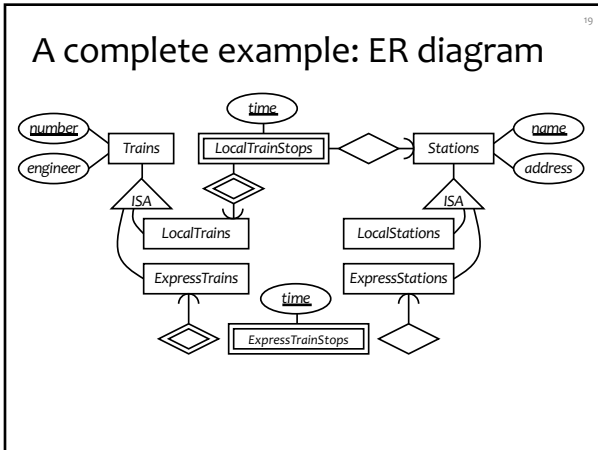 19
A complete example: ER diagram
time
number
Trains
LocalTrainStops
Stations
name
engineer
address
ISA
ISA
LocalTrains
LocalStations
ExpressTrains
ExpressStations
time
ExpressTrainStops